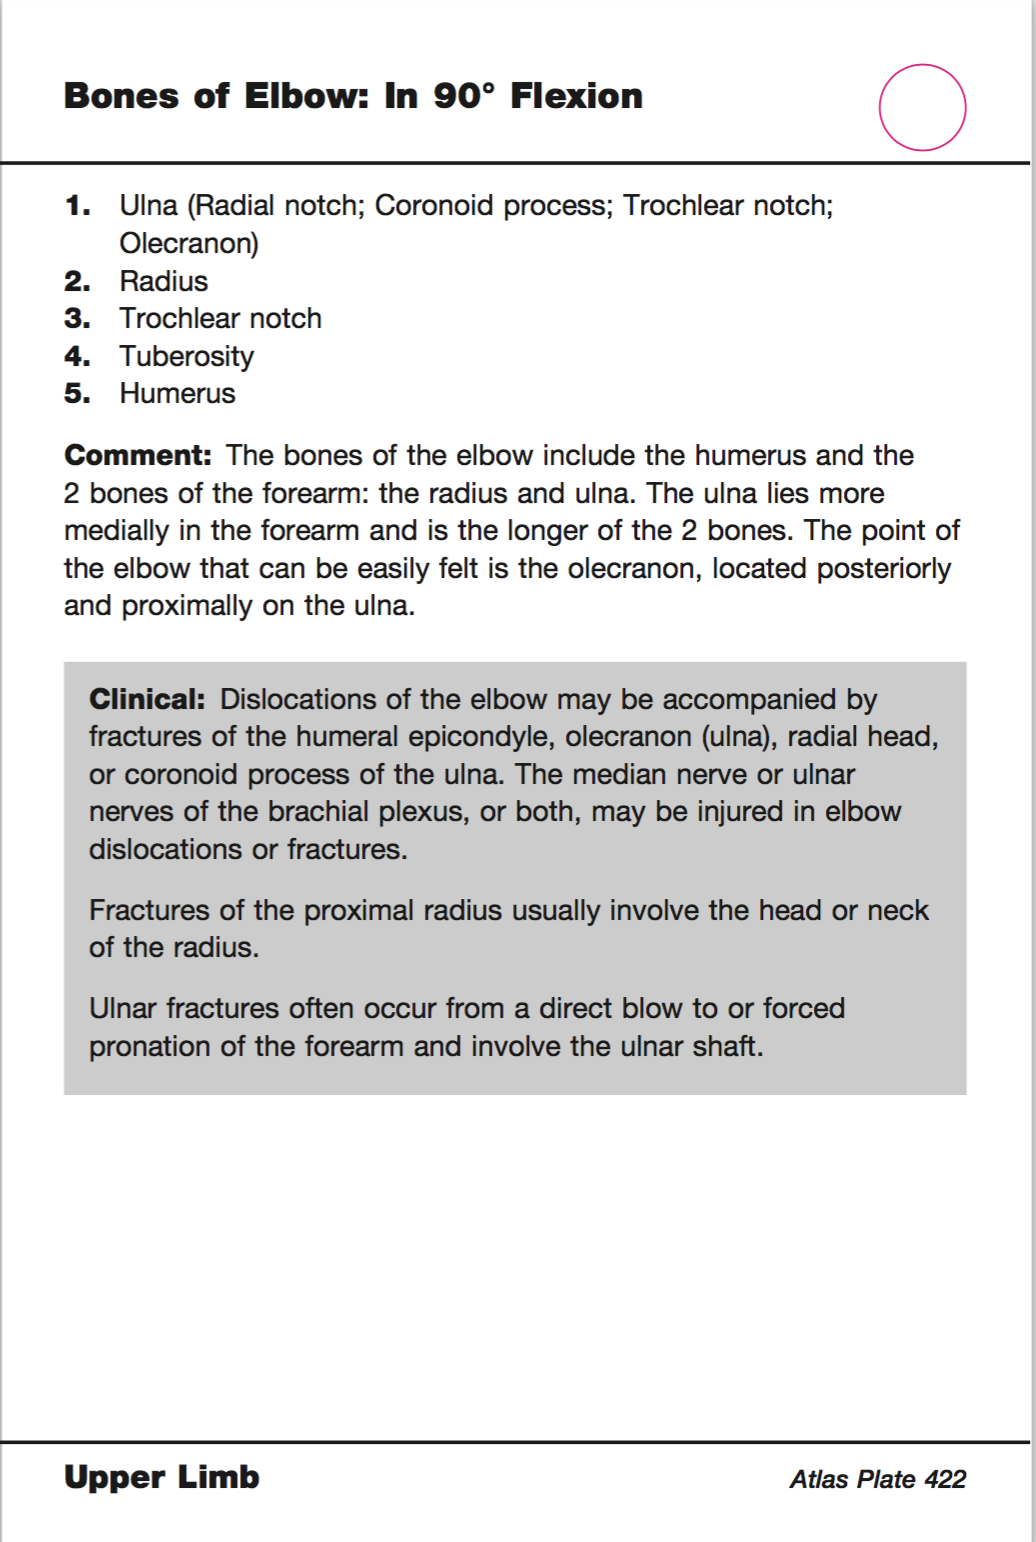 Bones of Elbow: In 90° Flexion
1. Ulna (Radial notch; Coronoid process; Trochlear notch;
Olecranon)
2. Radius
3. Trochlear notch
4. Tuberosity
5. Humerus
Comment: The bones of the elbow include the humerus and the
2 bones of the forearm: the radius and ulna. The ulna lies more
medially in the forearm and is the longer of the 2 bones. The point of
the elbow that can be easily felt is the olecranon, located posteriorly
and proximally on the ulna.
Clinical: Dislocations of the elbow may be accompanied by
fractures of the humeral epicondyle, olecranon (ulna), radial head,
or coronoid process of the ulna. The median nerve or ulnar
nerves of the brachial plexus, or both, may be injured in elbow
dislocations or fractures.
Fractures of the proximal radius usually involve the head or neck
of the radius.
Ulnar fractures often occur from a direct blow to or forced
pronation of the forearm and involve the ulnar shaft.
Upper Limb
Atlas Plate 422